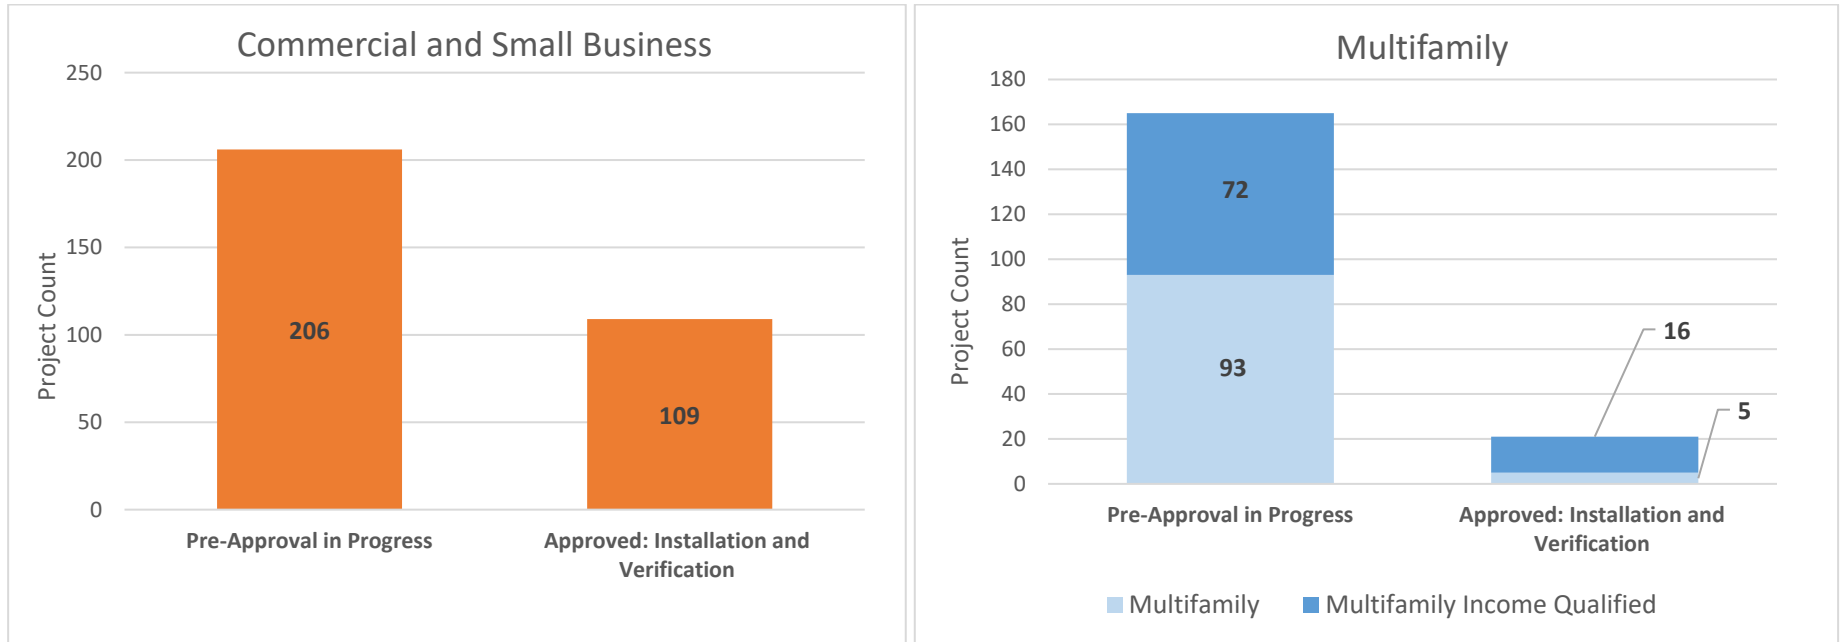 Commercial and Small Business
250
200
150
100
50
0
Project Count
206
109
Pre-Approval in Progress
Approved: Installation and
Verification
Multifamily
180
160
140
120
100
80
60
40
20
0
Project Count
72
93
16
5
Pre-Approval in Progress
Approved: Installation and
Verification
Multifamily
Multifamily Income Qualified